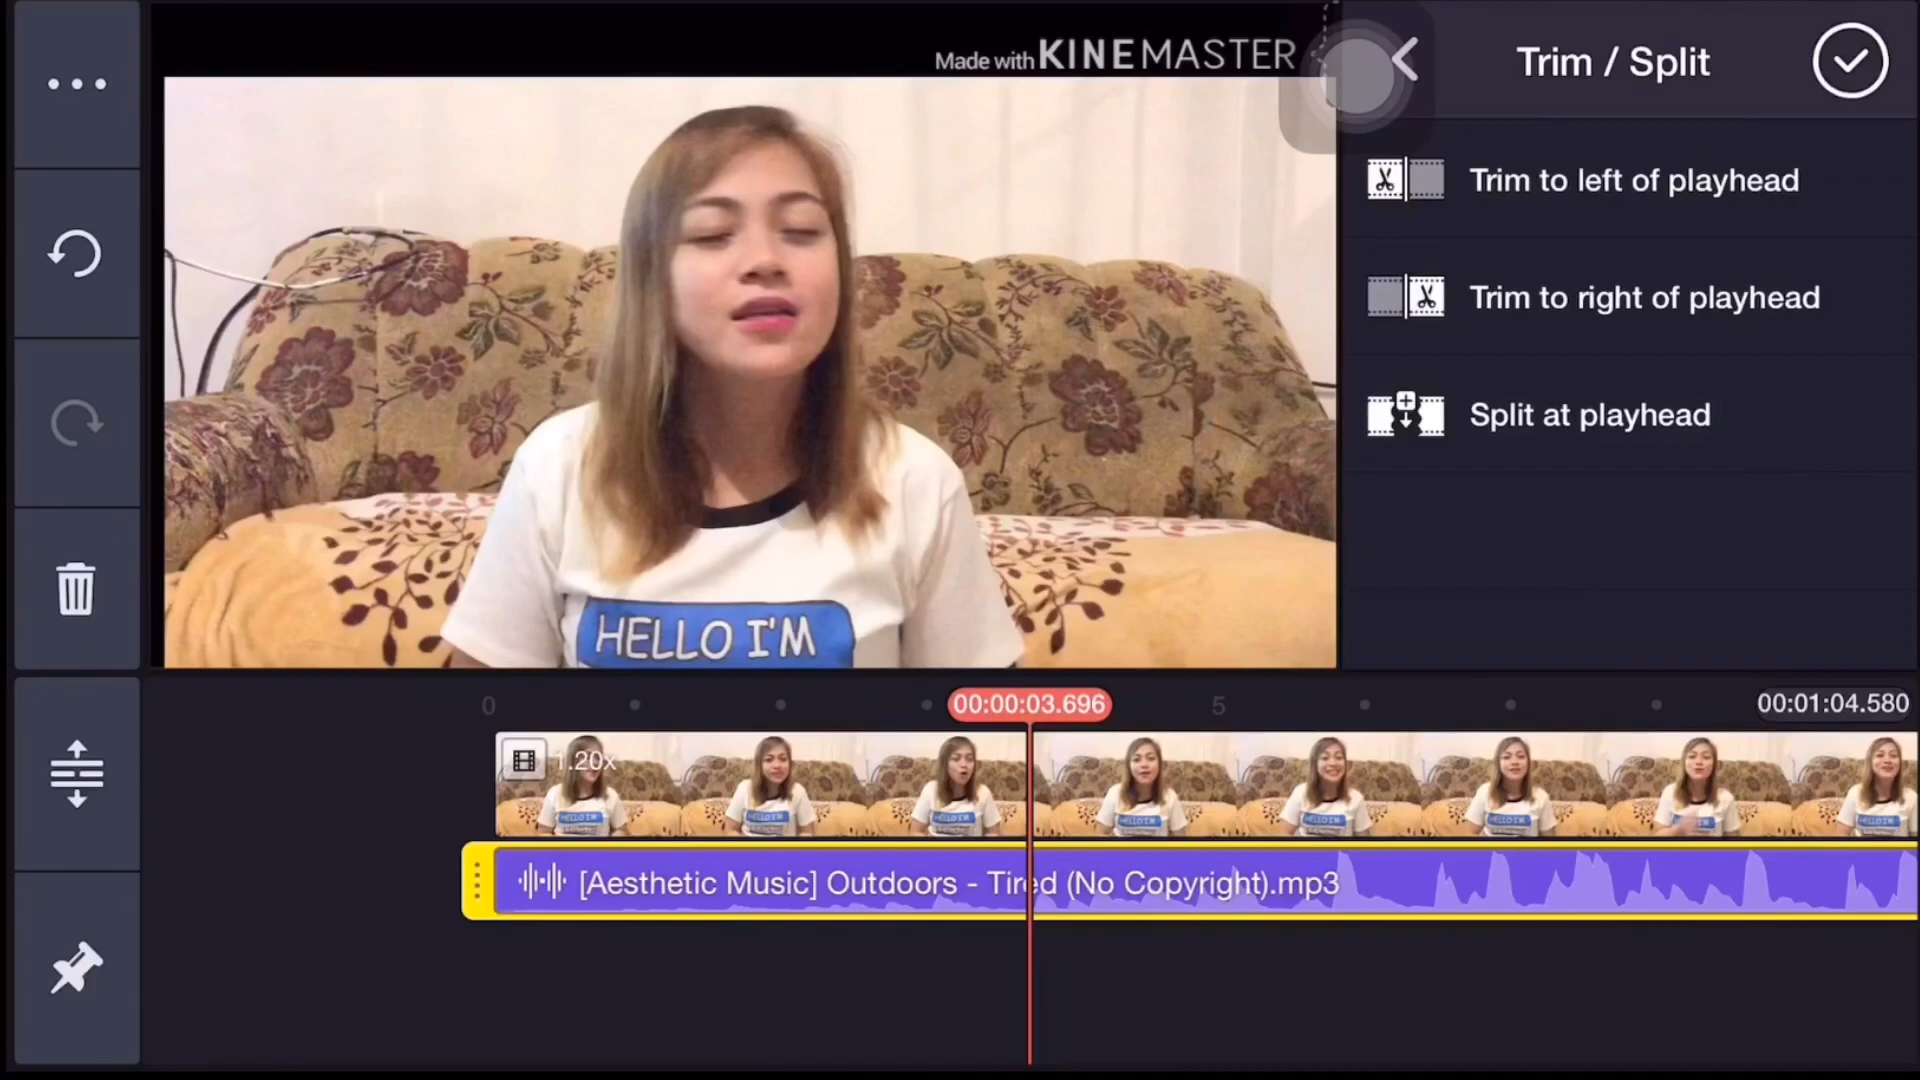 Made with KINEMASTER
Trim / Split
Trim to left of playhead
Trim to right of playhead
Split at playhead
HELLO I'M
0
00:00:03.696
5
00:01:04.580
1.20x
[Aesthetic Music] Outdoors - Tired (No Copyright).mp3